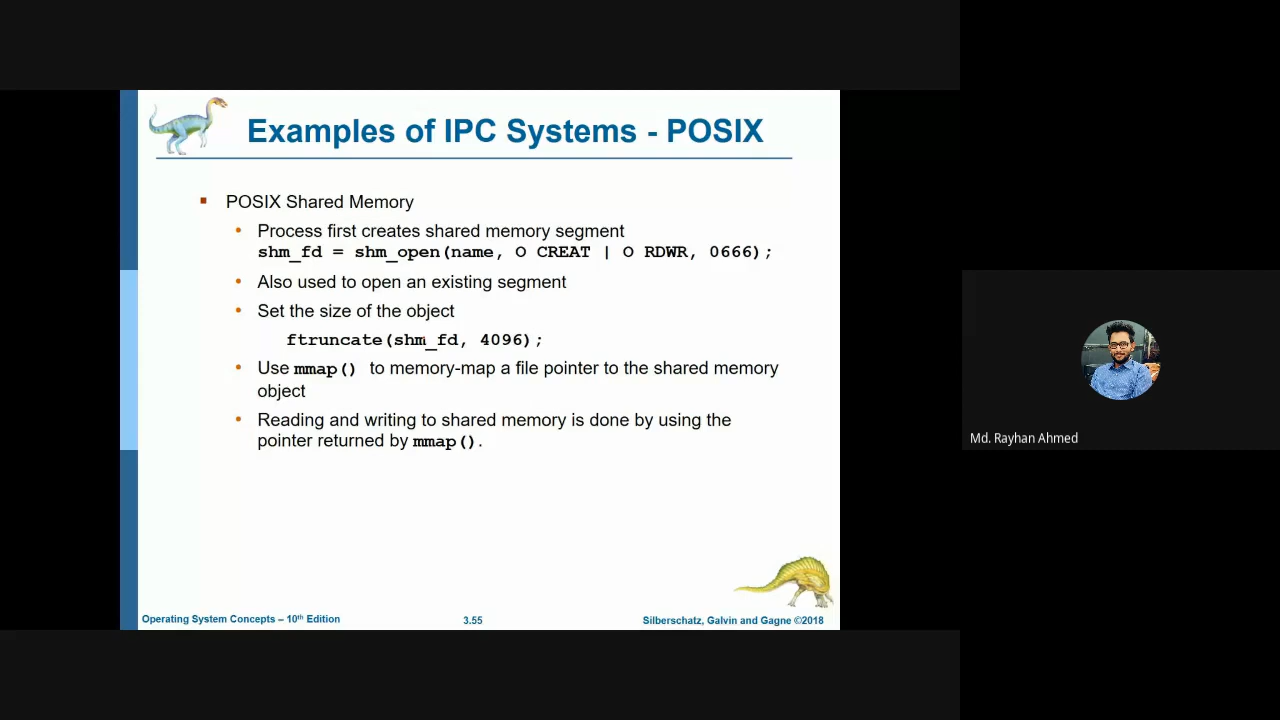 Examples of IPC Systems - POSIX
▪ POSIX Shared Memory
• Process first creates shared memory segment
shm_fd = shm_open(name, O CREAT | O RDWR, 0666);
• Also used to open an existing segment
• Set the size of the object
ftruncate(shm_fd, 4096);
• Use mmap() to memory-map a file pointer to the shared memory
object
• Reading and writing to shared memory is done by using the
pointer returned by mmap().
Operating System Concepts – 10th Edition
3.55
Silberschatz, Galvin and Gagne ©2018
Md. Rayhan Ahmed